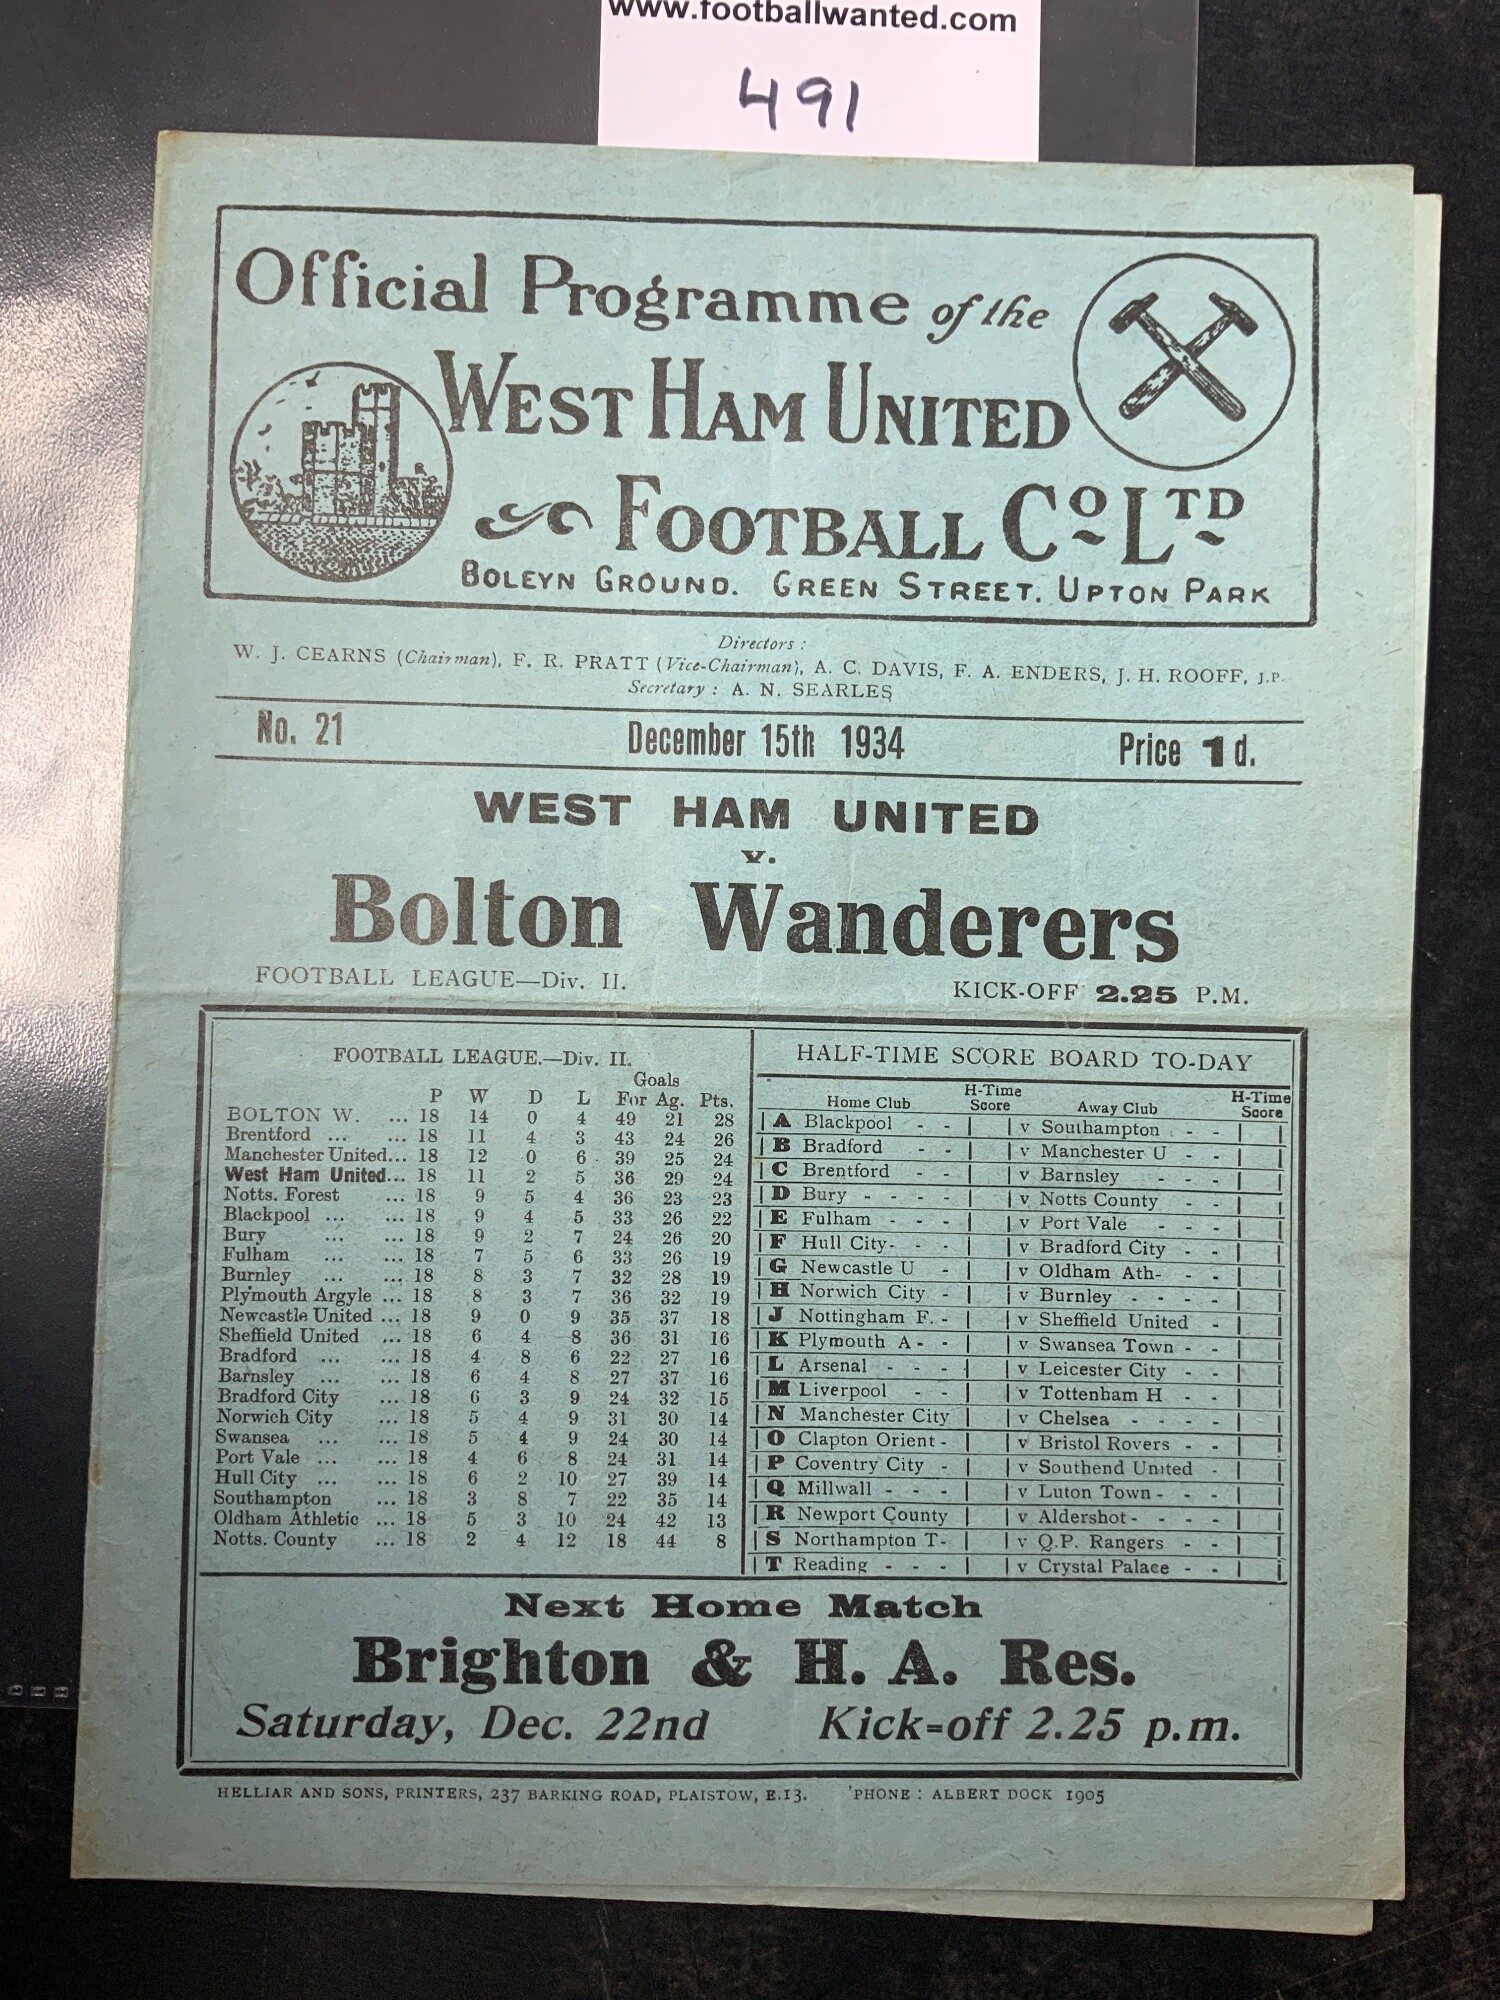 www.footballwanted.com
491
Official Programme of the
WEST HAM UNITED
FOOTBALL Co LTD
BOLEYN GROUND. GREEN STREET. UPTON PARK
Directors :
W. J. CEARNS (Chairman), F. R. PRATT (Vice-Chairman), A. C. DAVIS, F. A. ENDERS, J. H. ROOFF, J.P.
Secretary : A. N. SEARLES
No. 21 December 15th 1934 Price 1d.
WEST HAM UNITED
v.
Bolton Wanderers
FOOTBALL LEAGUE—Div. II. KICK-OFF 2.25 P.M.
FOOTBALL LEAGUE.—Div. II.
Goals
P W D L For Ag. Pts.
BOLTON W. ... 18 14 0 4 49 21 28
Brentford ... ... 18 11 4 3 43 24 26
Manchester United... 18 12 0 6 39 25 24
West Ham United... 18 11 2 5 36 29 24
Notts. Forest ... 18 9 5 4 36 23 23
Blackpool ... ... 18 9 4 5 33 26 22
Bury ... ... 18 9 2 7 24 26 20
Fulham ... ... 18 7 5 6 33 26 19
Burnley ... ... 18 8 3 7 32 28 19
Plymouth Argyle ... 18 8 3 7 36 32 19
Newcastle United ... 18 9 0 9 35 37 18
Sheffield United ... 18 6 4 8 36 31 16
Bradford ... ... 18 4 8 6 22 27 16
Barnsley ... ... 18 6 4 8 27 37 16
Bradford City ... 18 6 3 9 24 32 15
Norwich City ... 18 5 4 9 31 30 14
Swansea ... ... 18 5 4 9 24 30 14
Port Vale ... ... 18 4 6 8 24 31 14
Hull City ... ... 18 6 2 10 27 39 14
Southampton ... 18 3 8 7 22 35 14
Oldham Athletic ... 18 5 3 10 24 42 13
Notts. County ... 18 2 4 12 18 44 8
HALF-TIME SCORE BOARD TO-DAY
Home Club H-Time Score Away Club H-Time Score
A Blackpool - - v Southampton - -
B Bradford - - v Manchester U - -
C Brentford - - v Barnsley - - -
D Bury - - - - v Notts County - -
E Fulham - - - v Port Vale - - -
F Hull City- - - v Bradford City - -
G Newcastle U - v Oldham Ath- - -
H Norwich City - v Burnley - - - -
J Nottingham F. - v Sheffield United -
K Plymouth A - - v Swansea Town - -
L Arsenal - - - v Leicester City - -
M Liverpool - - v Tottenham H - -
N Manchester City v Chelsea - - - -
O Clapton Orient - v Bristol Rovers - -
P Coventry City - v Southend United -
Q Millwall - - - v Luton Town - - -
R Newport County v Aldershot - - - -
S Northampton T- v Q.P. Rangers - -
T Reading - - - v Crystal Palace - -
Next Home Match
Brighton & H. A. Res.
Saturday, Dec. 22nd Kick-off 2.25 p.m.
HELLIAR AND SONS, PRINTERS, 237 BARKING ROAD, PLAISTOW, E.13. 'PHONE : ALBERT DOCK 1905